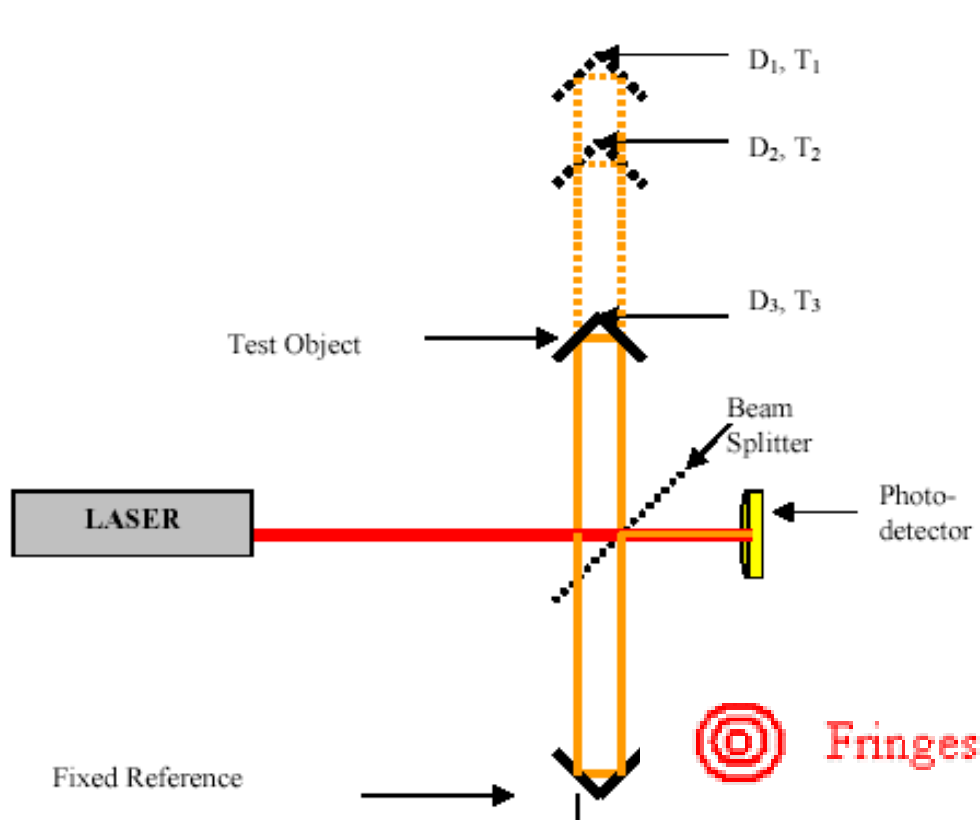 D₁, T₁
D₂, T₂
D₃, T₃
Test Object
Beam
Splitter
LASER
Photo-
detector
Fringes
Fixed Reference